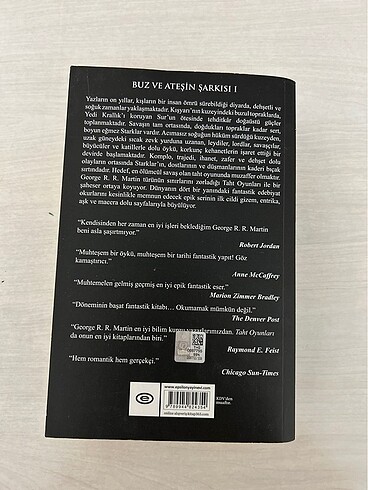 BUZ VE ATEŞİN ŞARKISI I
Yazların on yıllar, kışların bir insan ömrü sürebildiği diyarda, dehşetli ve
soğuk zamanlar yaklaşmaktadır. Kışyarı'nın kuzeyindeki buzul topraklarda,
Yedi Krallık'ı koruyan Sur'un ötesinde tehditkâr doğaüstü güçler
toplanmaktadır. Savaşın tam ortasında, doğdukları topraklar kadar sert,
boyun eğmez Starklar vardır. Acımasız soğuğun hüküm sürdüğü kuzeyden,
uzak güneydeki sıcak zevk yurduna uzanan, leydiler, lordlar, savaşçılar,
büyücüler ve katillerle dolu öykü, korkunç kehanetlerin işaret ettiği bir
devirde başlamaktadır. Komplo, trajedi, ihanet, zafer ve dehşet dolu
olayların ortasında Starklar'ın, dostlarının ve düşmanlarının kaderi bıçak
sırtındadır. Hedef, en ölümcül savaş olan taht oyununda muzaffer olmaktır.
George R. R. Martin türünün sınırlarını zorladığı Taht Oyunları ile bir
şaheser ortaya koyuyor. Dünyanın dört bir yanındaki fantastik edebiyat
okurlarını kesinlikle memnun edecek epik serinin ilk cildi gizem, entrika,
aşk ve macera dolu sayfalarıyla büyülüyor.
"Kendisinden her zaman en iyi işleri beklediğim George R. R. Martin
beni asla şaşırtmıyor."
Robert Jordan
"Muhteşem bir öykü, muhteşem bir tarihi fantastik yapıt! Göz
kamaştırıcı."
Anne McCaffrey
"Muhtemelen gelmiş geçmiş en iyi epik fantastik eser."
Marion Zimmer Bradley
"Döneminin başat fantastik kitabı... Okumamak mümkün değil."
The Denver Post
"George R. R. Martin en iyi bilim kurgu yazarlarımızdan. Taht Oyunları
da onun en iyi kitaplarından biri."
Raymond E. Feist
"Hem romantik hem gerçekçi."
Chicago Sun-Times
e
www.epsilonyayinevi.com
9 789944 824354
KDV'den
muaftır.